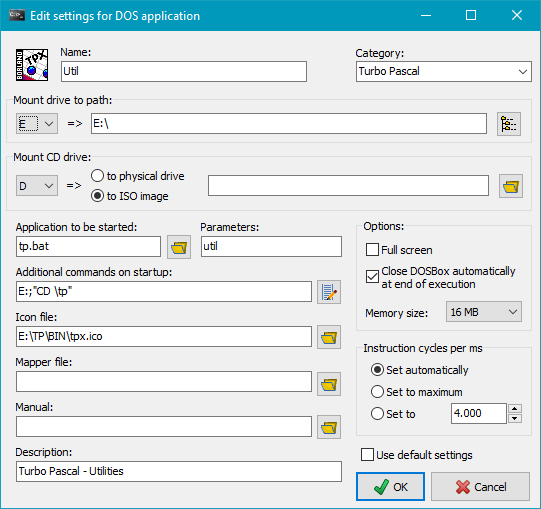 Edit settings for DOS application
BORLAND
TPX
Name:
Util
Category:
Turbo Pascal
Mount drive to path:
E
=>
E:\
Mount CD drive:
D
=>
to physical drive
to ISO image
Application to be started:
tp.bat
Parameters:
util
Additional commands on startup:
E:;"CD \tp"
Icon file:
E:\TP\BIN\tpx.ico
Mapper file:
Manual:
Description:
Turbo Pascal - Utilities
Options:
Full screen
Close DOSBox automatically
at end of execution
Memory size:
16 MB
Instruction cycles per ms
Set automatically
Set to maximum
Set to
4.000
Use default settings
OK
Cancel